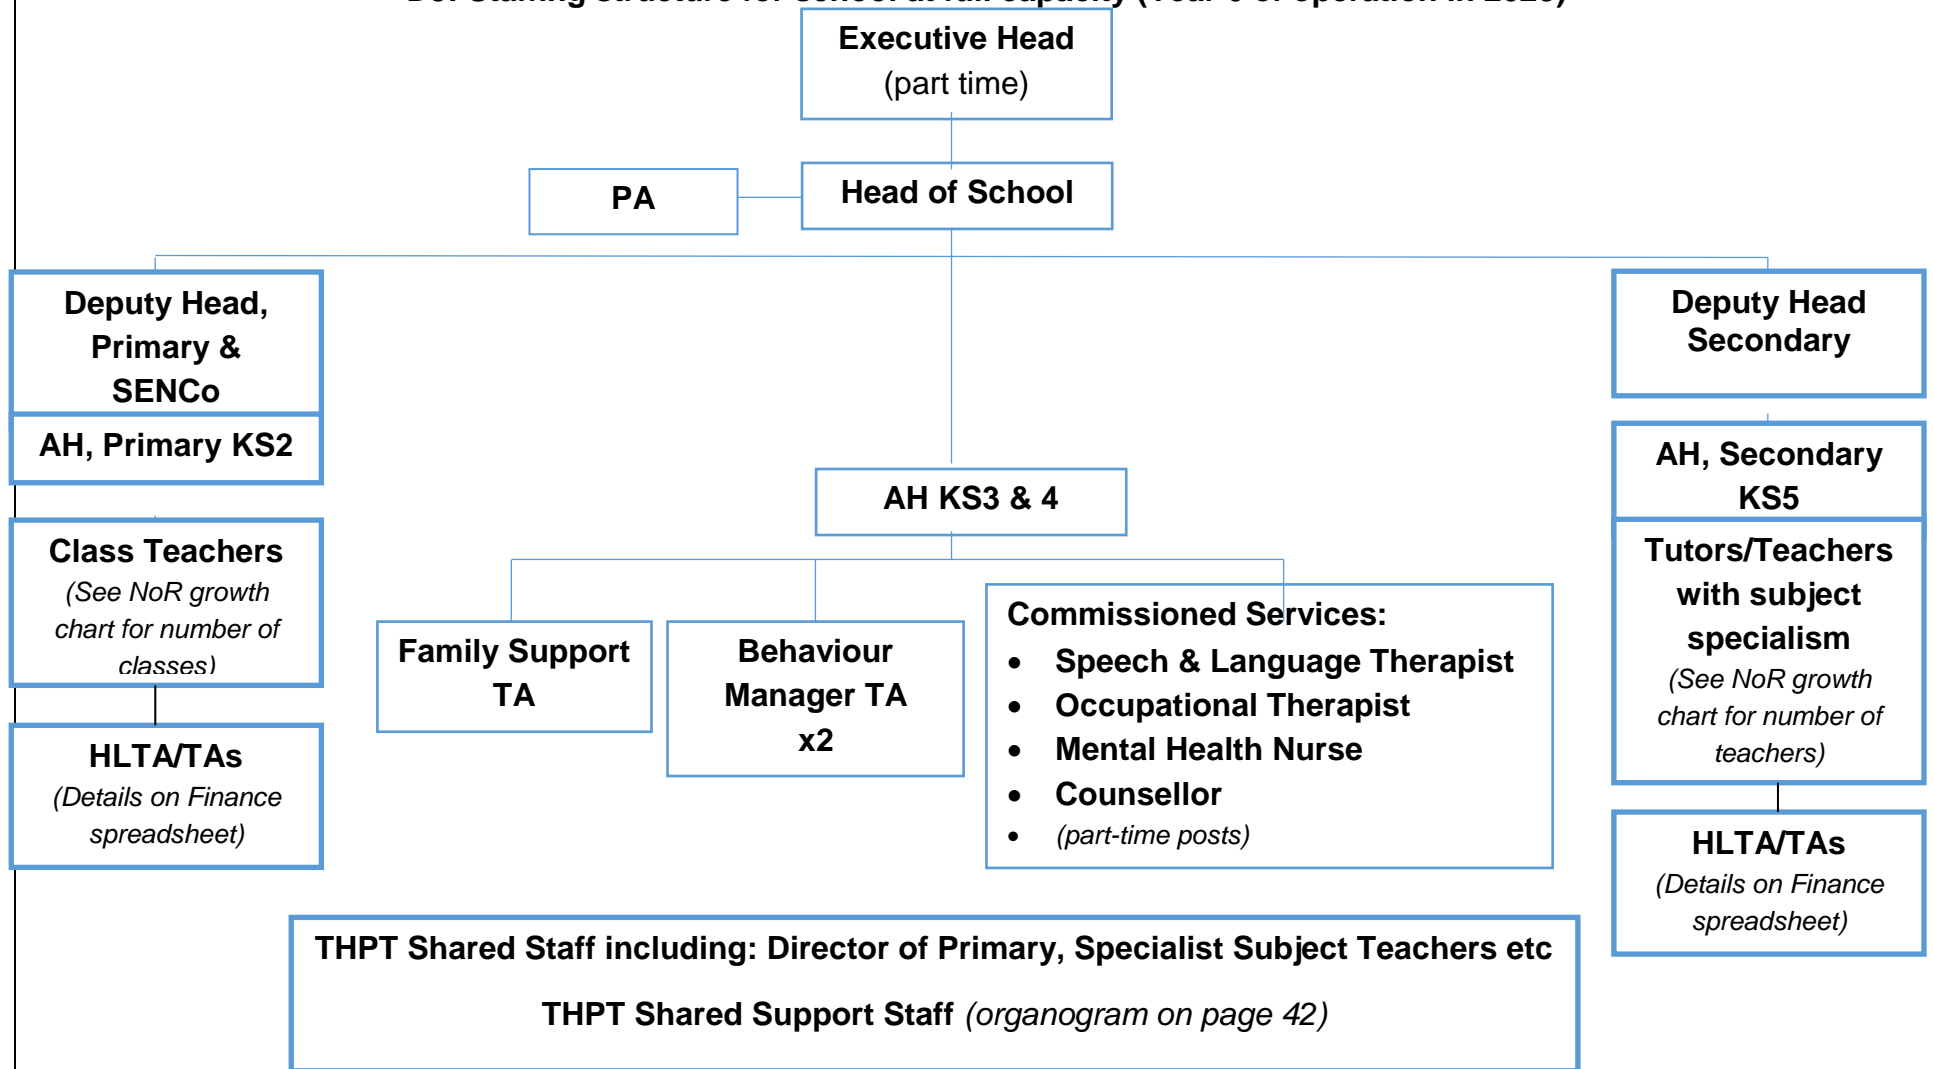 Executive Head
(part time)
PA
Head of School
Deputy Head,
Primary &
SENCo
AH, Primary KS2
Class Teachers
(See NoR growth
chart for number of
classes)
HLTA/TAs
(Details on Finance
spreadsheet)
AH KS3 & 4
Family Support
TA
Behaviour
Manager TA
x2
Commissioned Services:
• Speech & Language Therapist
• Occupational Therapist
• Mental Health Nurse
• Counsellor
• (part-time posts)
Deputy Head
Secondary
AH, Secondary
KS5
Tutors/Teachers
with subject
specialism
(See NoR growth
chart for number of
teachers)
HLTA/TAs
(Details on Finance
spreadsheet)
THPT Shared Staff including: Director of Primary, Specialist Subject Teachers etc
THPT Shared Support Staff (organogram on page 42)